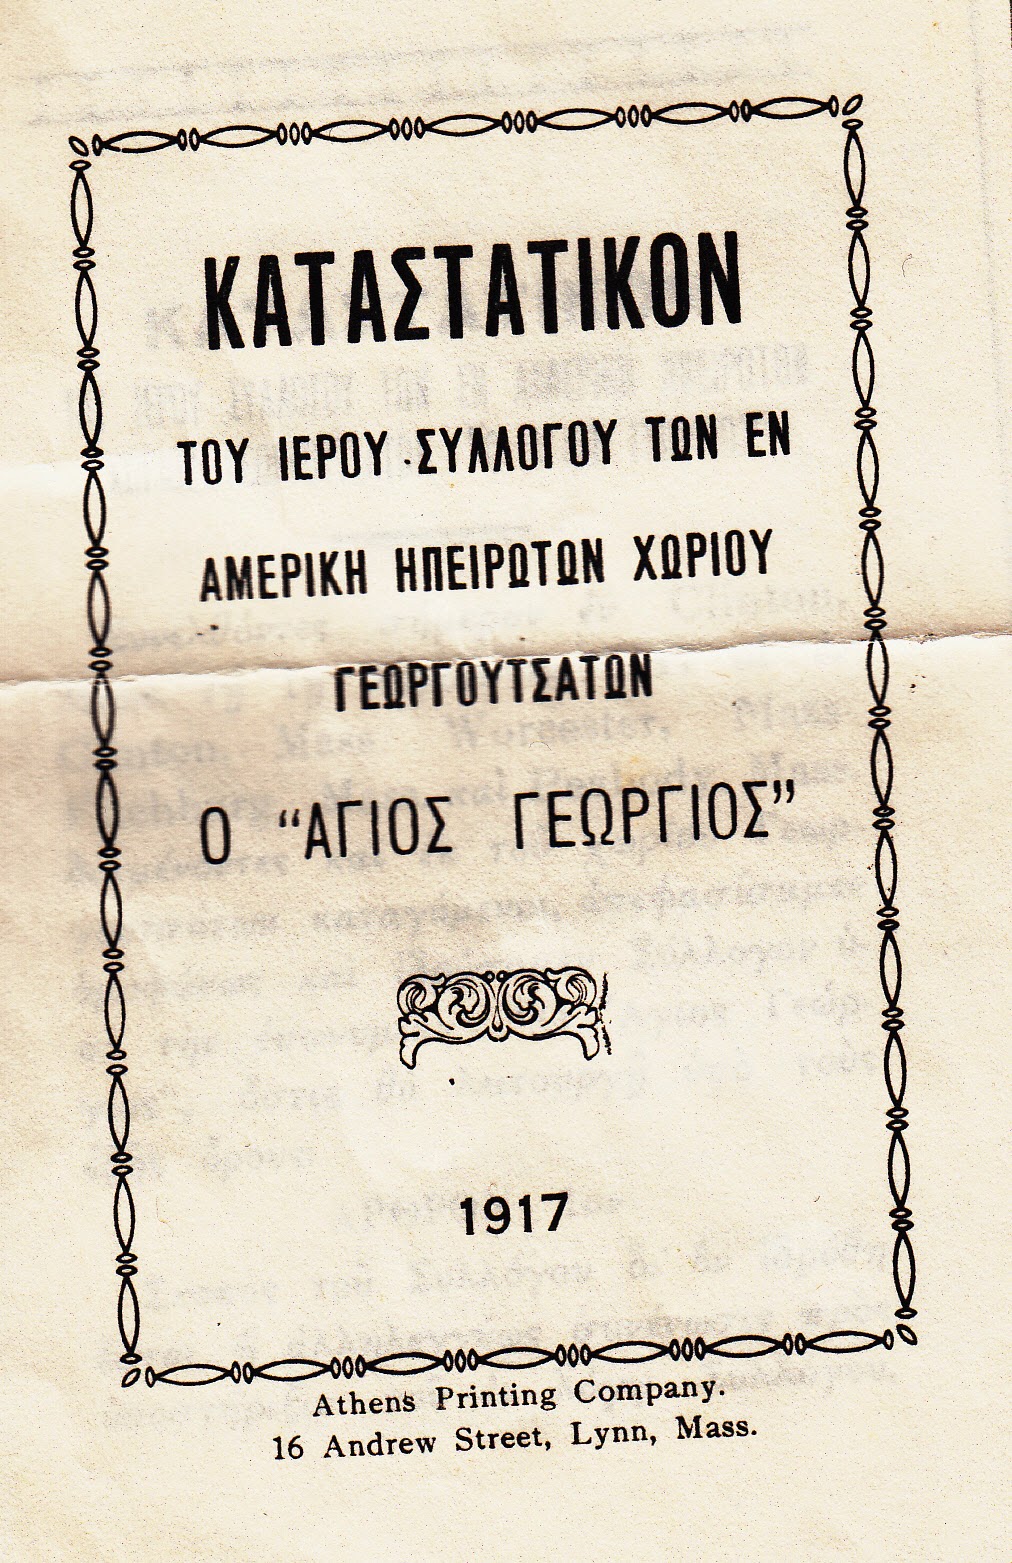 ΚΑΤΑΣΤΑΤΙΚΟΝ
ΤΟΥ ΙΕΡΟΥ ΣΥΛΛΟΓΟΥ ΤΩΝ ΕΝ
ΑΜΕΡΙΚΗ ΗΠΕΙΡΩΤΩΝ ΧΩΡΙΟΥ
ΓΕΩΡΓΟΥΤΣΑΤΩΝ
Ο “ΑΓΙΟΣ ΓΕΩΡΓΙΟΣ”
1917
Athens Printing Company.
16 Andrew Street, Lynn, Mass.